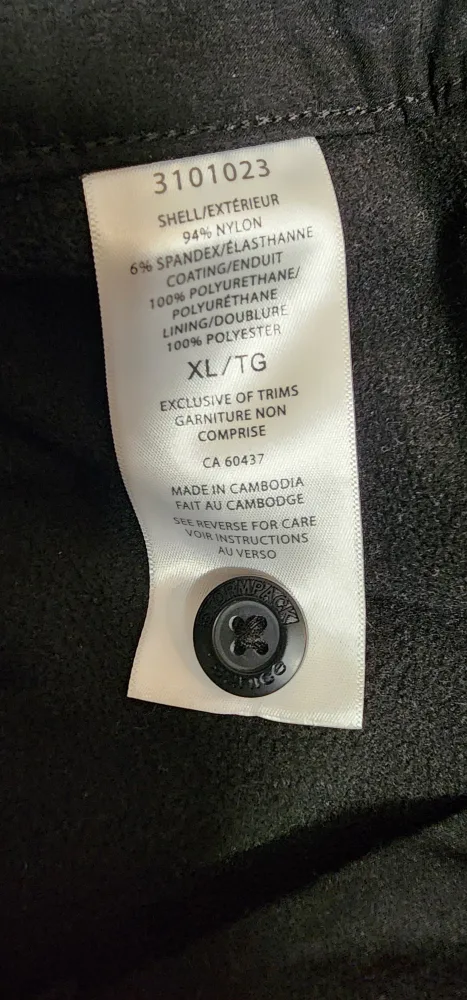 3101023
SHELL/EXTÉRIEUR
94% NYLON
6% SPANDEX/ÉLASTHANNE
COATING/ENDUIT
100% POLYURETHANE/
POLYURÉTHANE
LINING/DOUBLURE
100% POLYESTER
XL/TG
EXCLUSIVE OF TRIMS
GARNITURE NON
COMPRISE
CA 60437
MADE IN CAMBODIA
FAIT AU CAMBODGE
SEE REVERSE FOR CARE
VOIR INSTRUCTIONS
AU VERSO